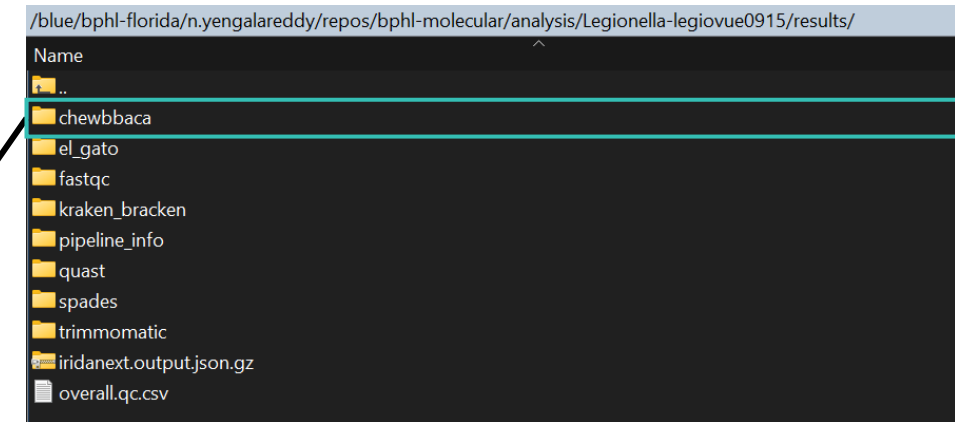 /blue/bphl-florida/n.yengalareddy/repos/bphl-molecular/analysis/Legionella-legiovue0915/results/
Name
..
chewbbaca
el_gato
fastqc
kraken_bracken
pipeline_info
quast
spades
trimmomatic
iridanext.output.json.gz
overall.qc.csv